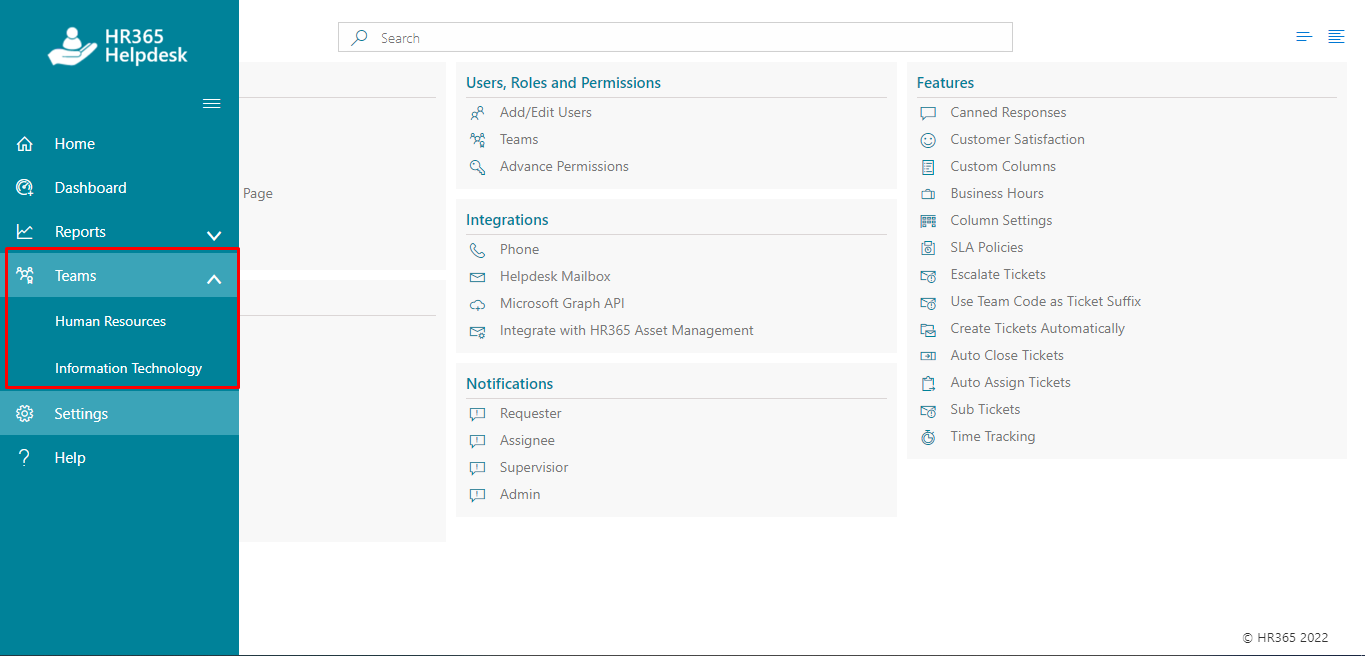 HR365
Helpdesk
Home
Dashboard
Reports
Teams
Human Resources
Information Technology
Settings
Help
Search
Page
Users, Roles and Permissions
Add/Edit Users
Teams
Advance Permissions
Integrations
Phone
Helpdesk Mailbox
Microsoft Graph API
Integrate with HR365 Asset Management
Notifications
Requester
Assignee
Supervisior
Admin
Features
Canned Responses
Customer Satisfaction
Custom Columns
Business Hours
Column Settings
SLA Policies
Escalate Tickets
Use Team Code as Ticket Suffix
Create Tickets Automatically
Auto Close Tickets
Auto Assign Tickets
Sub Tickets
Time Tracking
© HR365 2022